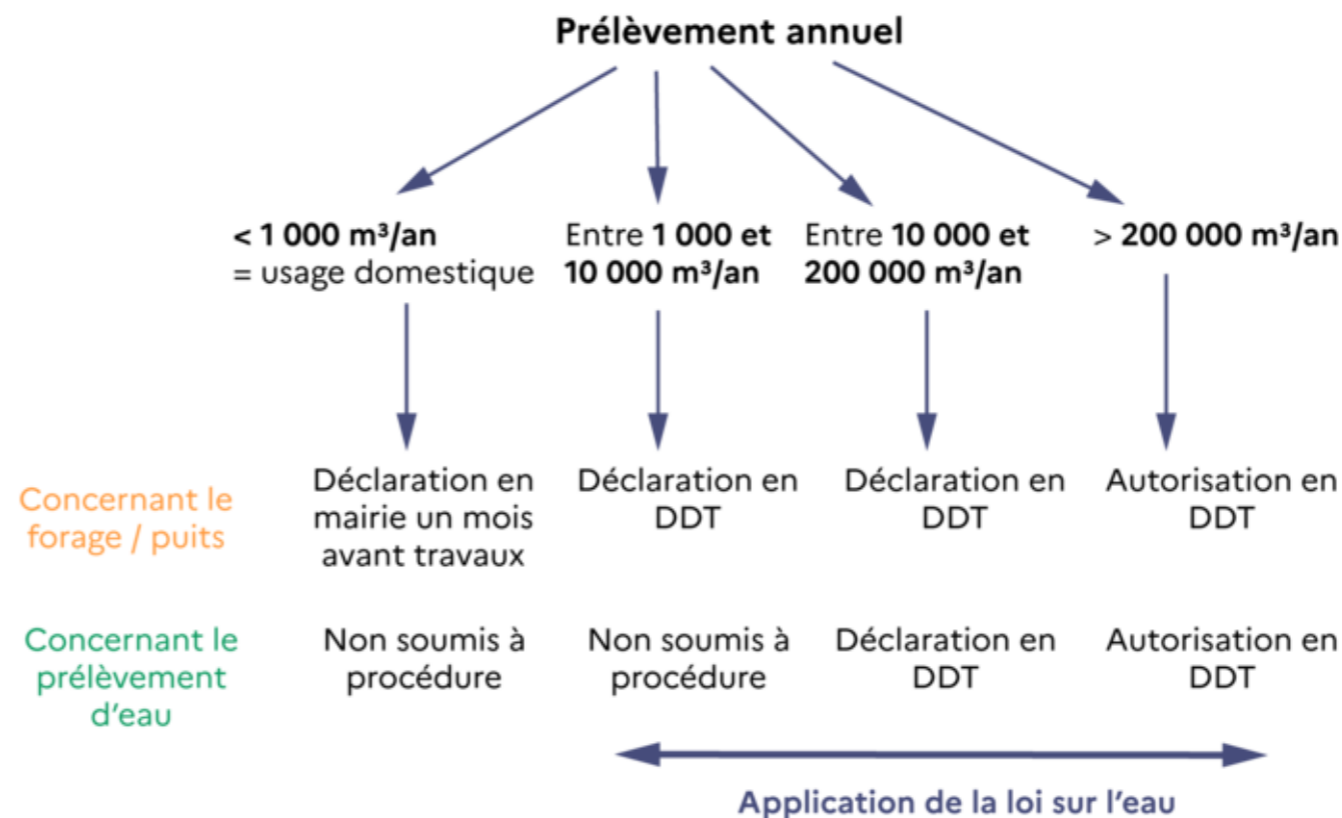 Prélèvement annuel
< 1 000 m³/an
= usage domestique
Entre 1 000 et
10 000 m³/an
Entre 10 000 et
200 000 m³/an
> 200 000 m³/an
Concernant le
forage / puits
Déclaration en
mairie un mois
avant travaux
Déclaration en
DDT
Déclaration en
DDT
Autorisation en
DDT
Concernant le
prélèvement
d'eau
Non soumis à
procédure
Non soumis à
procédure
Déclaration en
DDT
Autorisation en
DDT
Application de la loi sur l'eau